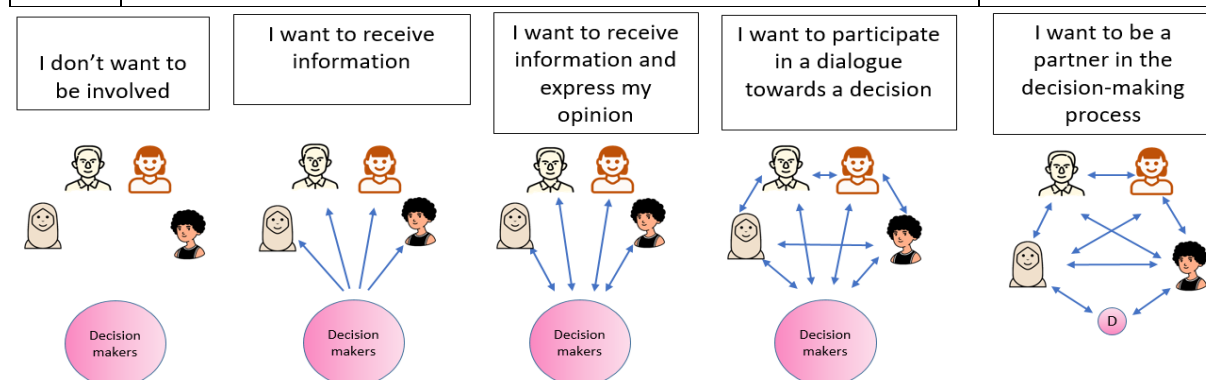 I don’t want to
be involved
I want to receive
information
I want to receive
information and
express my
opinion
I want to participate
in a dialogue
towards a decision
I want to be a
partner in the
decision-making
process
Decision
makers
Decision
makers
Decision
makers
Decision
makers
D